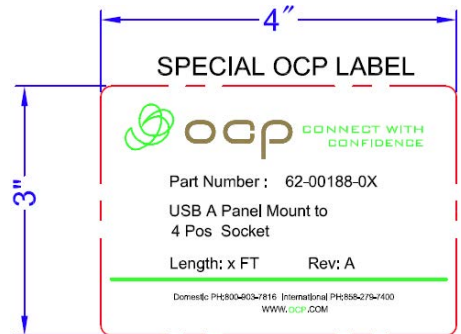 4"
SPECIAL OCP LABEL
3"
ocp CONNECT WITH
CONFIDENCE
Part Number : 62-00188-0X
USB A Panel Mount to
4 Pos Socket
Length: x FT Rev: A
Domestic PH:800-903-7816 International PH:858-279-7400
WWW.OCP.COM